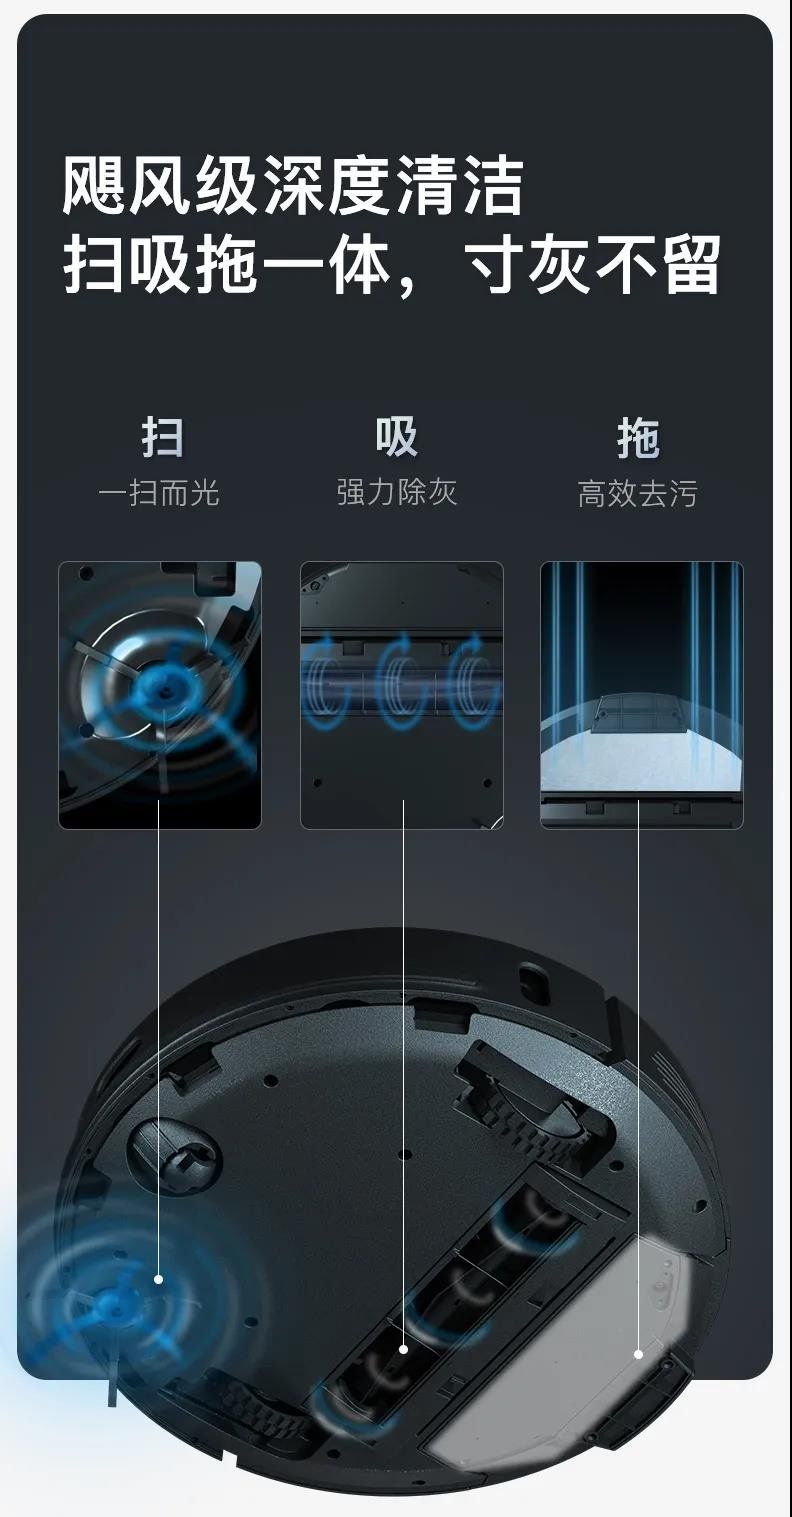 飓风级深度清洁
扫吸拖一体，寸灰不留
扫
一扫而光
吸
强力除灰
拖
高效去污